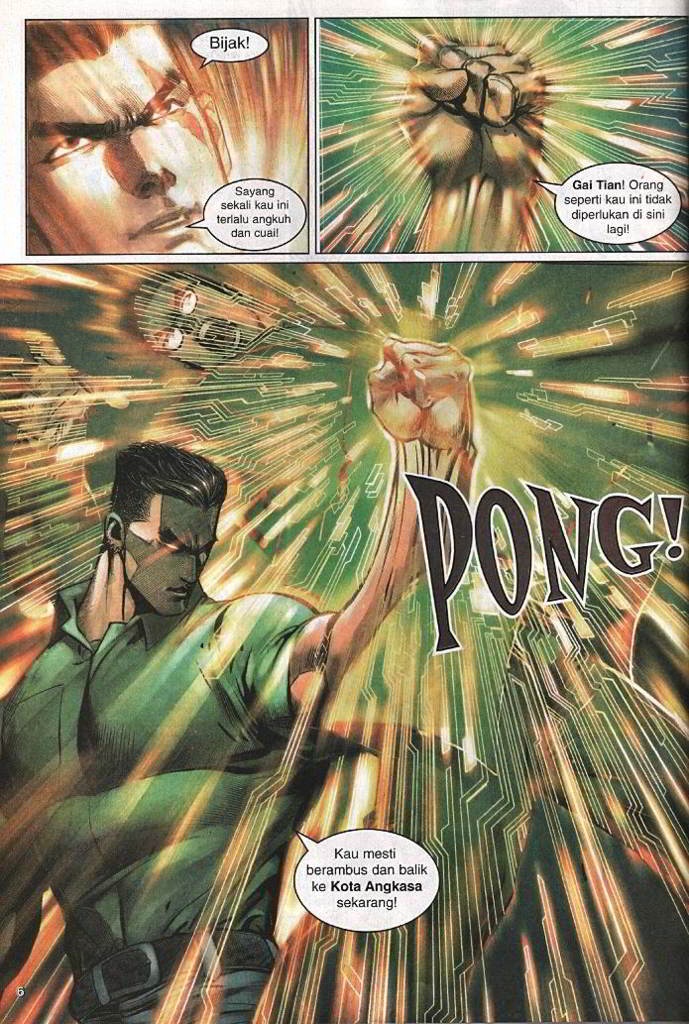 Bijak!
Sayang
sekali kau ini
terlalu angkuh
dan cuai!
Gai Tian! Orang
seperti kau ini tidak
diperlukan di sini
lagi!
PONG!
Kau mesti
berambus dan balik
ke Kota Angkasa
sekarang!
6